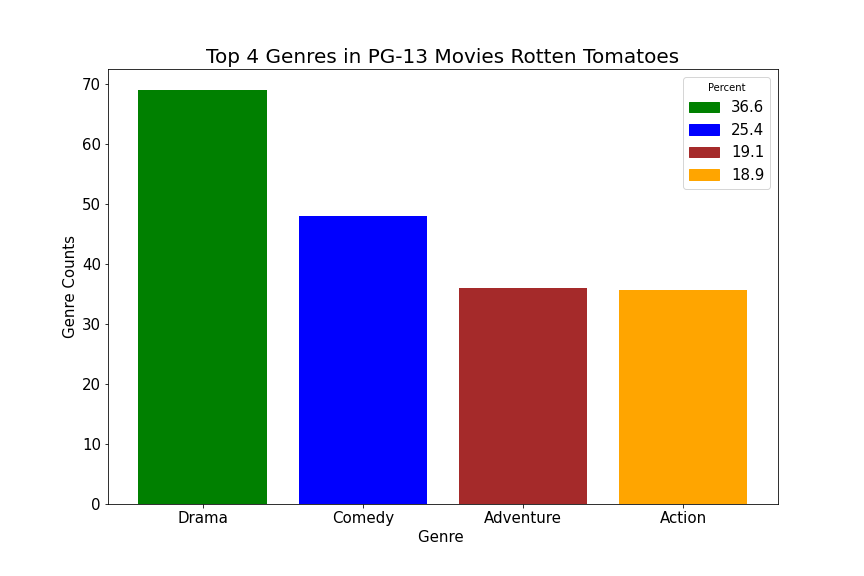 Top 4 Genres in PG-13 Movies Rotten Tomatoes
Percent
36.6
25.4
19.1
18.9
70
60
50
40
30
20
10
0
Genre Counts
Drama Comedy Adventure Action
Genre